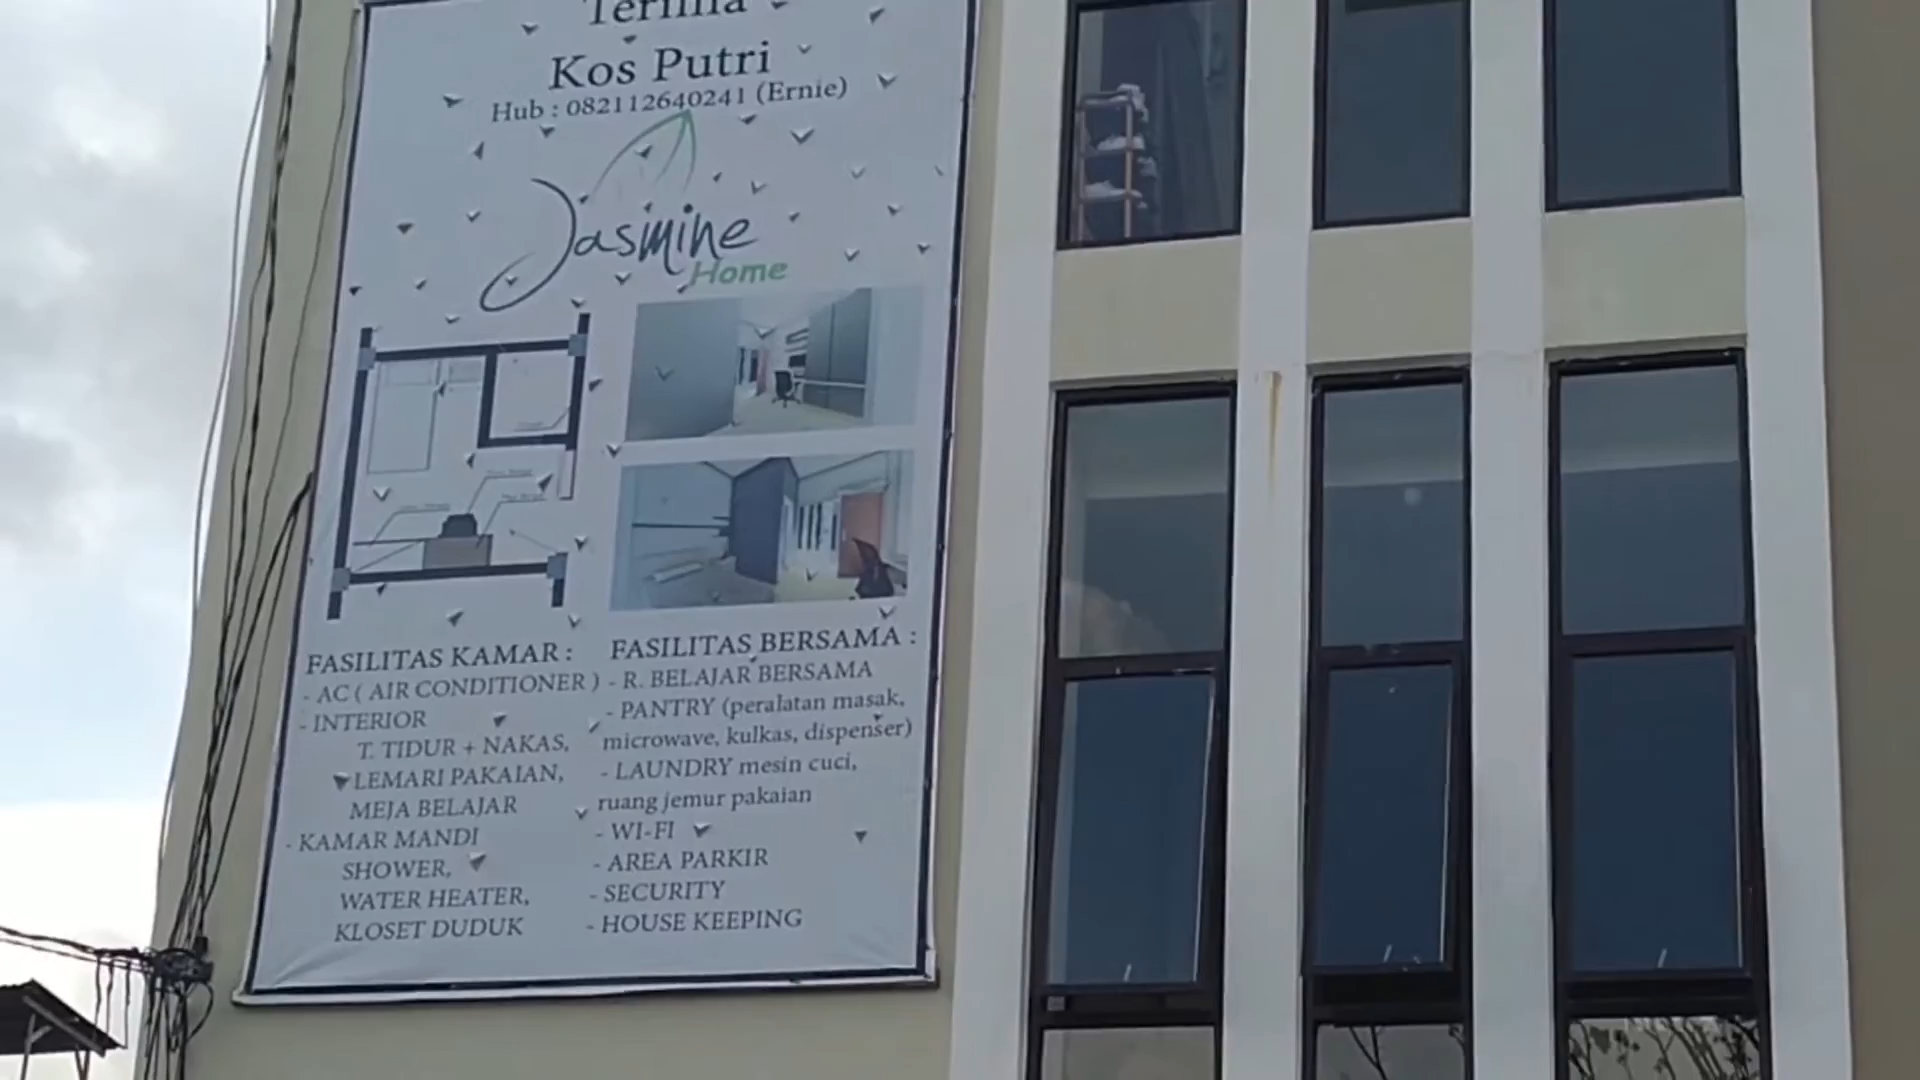 Terima
Kos Putri
Hub : 082112640241 (Ernie)
Jasmine
Home
FASILITAS KAMAR :
- AC ( AIR CONDITIONER )
- INTERIOR
T. TIDUR + NAKAS,
LEMARI PAKAIAN,
MEJA BELAJAR
- KAMAR MANDI
SHOWER,
WATER HEATER,
KLOSET DUDUK
FASILITAS BERSAMA :
- R. BELAJAR BERSAMA
- PANTRY (peralatan masak,
microwave, kulkas, dispenser)
- LAUNDRY mesin cuci,
ruang jemur pakaian
- WI-FI
- AREA PARKIR
- SECURITY
- HOUSE KEEPING